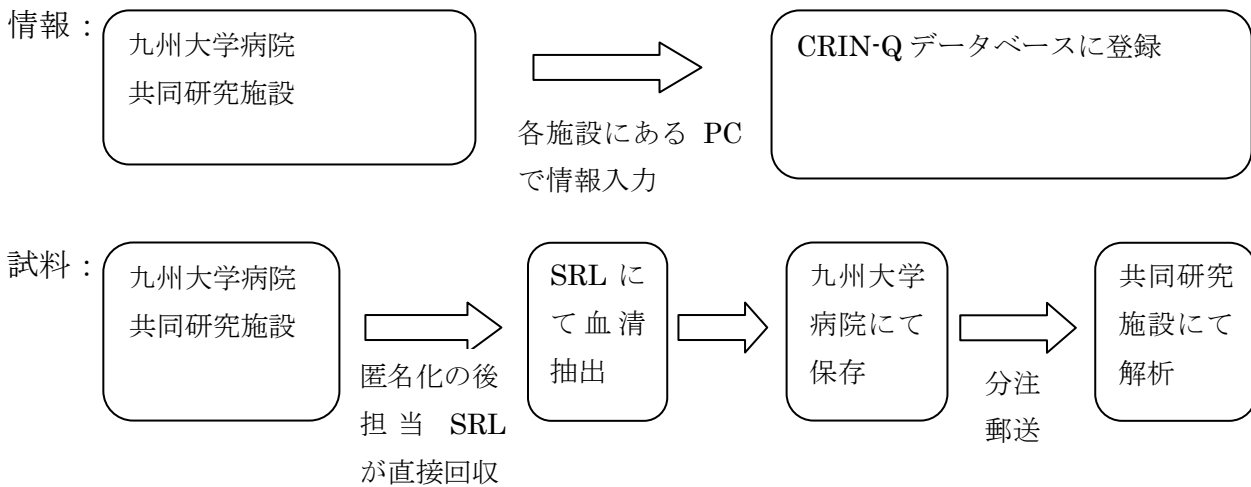 情報：
九州大学病院
共同研究施設
各施設にある PC
で情報入力
CRIN-Q データベースに登録
試料：
九州大学病院
共同研究施設
匿名化の後
担当 SRL
が直接回収
SRL に
て血清
抽出
九州大学
病院にて
保存
分注
郵送
共同研究
施設にて
解析